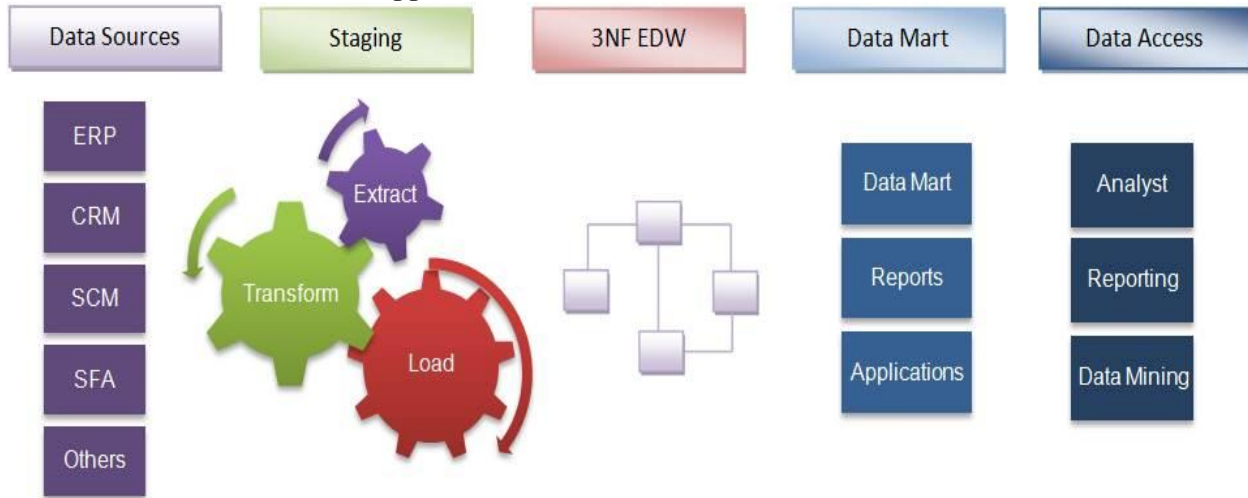 Data Sources
Staging
3NF EDW
Data Mart
Data Access
ERP
CRM
SCM
SFA
Others
Extract
Transform
Load
Data Mart
Reports
Applications
Analyst
Reporting
Data Mining